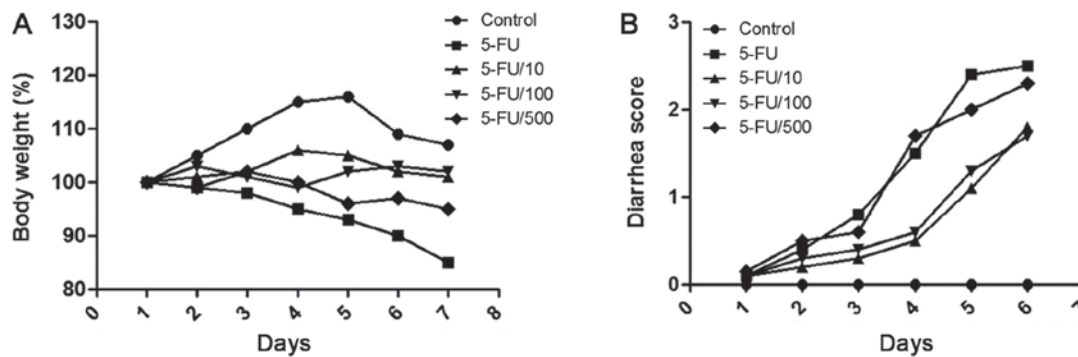 A
Body weight (%)
130
120
110
100
90
80
0 1 2 3 4 5 6 7 8
Days
Control
5-FU
5-FU/10
5-FU/100
5-FU/500
B
Diarrhea score
3
2
1
0
0 1 2 3 4 5 6 7
Days
Control
5-FU
5-FU/10
5-FU/100
5-FU/500